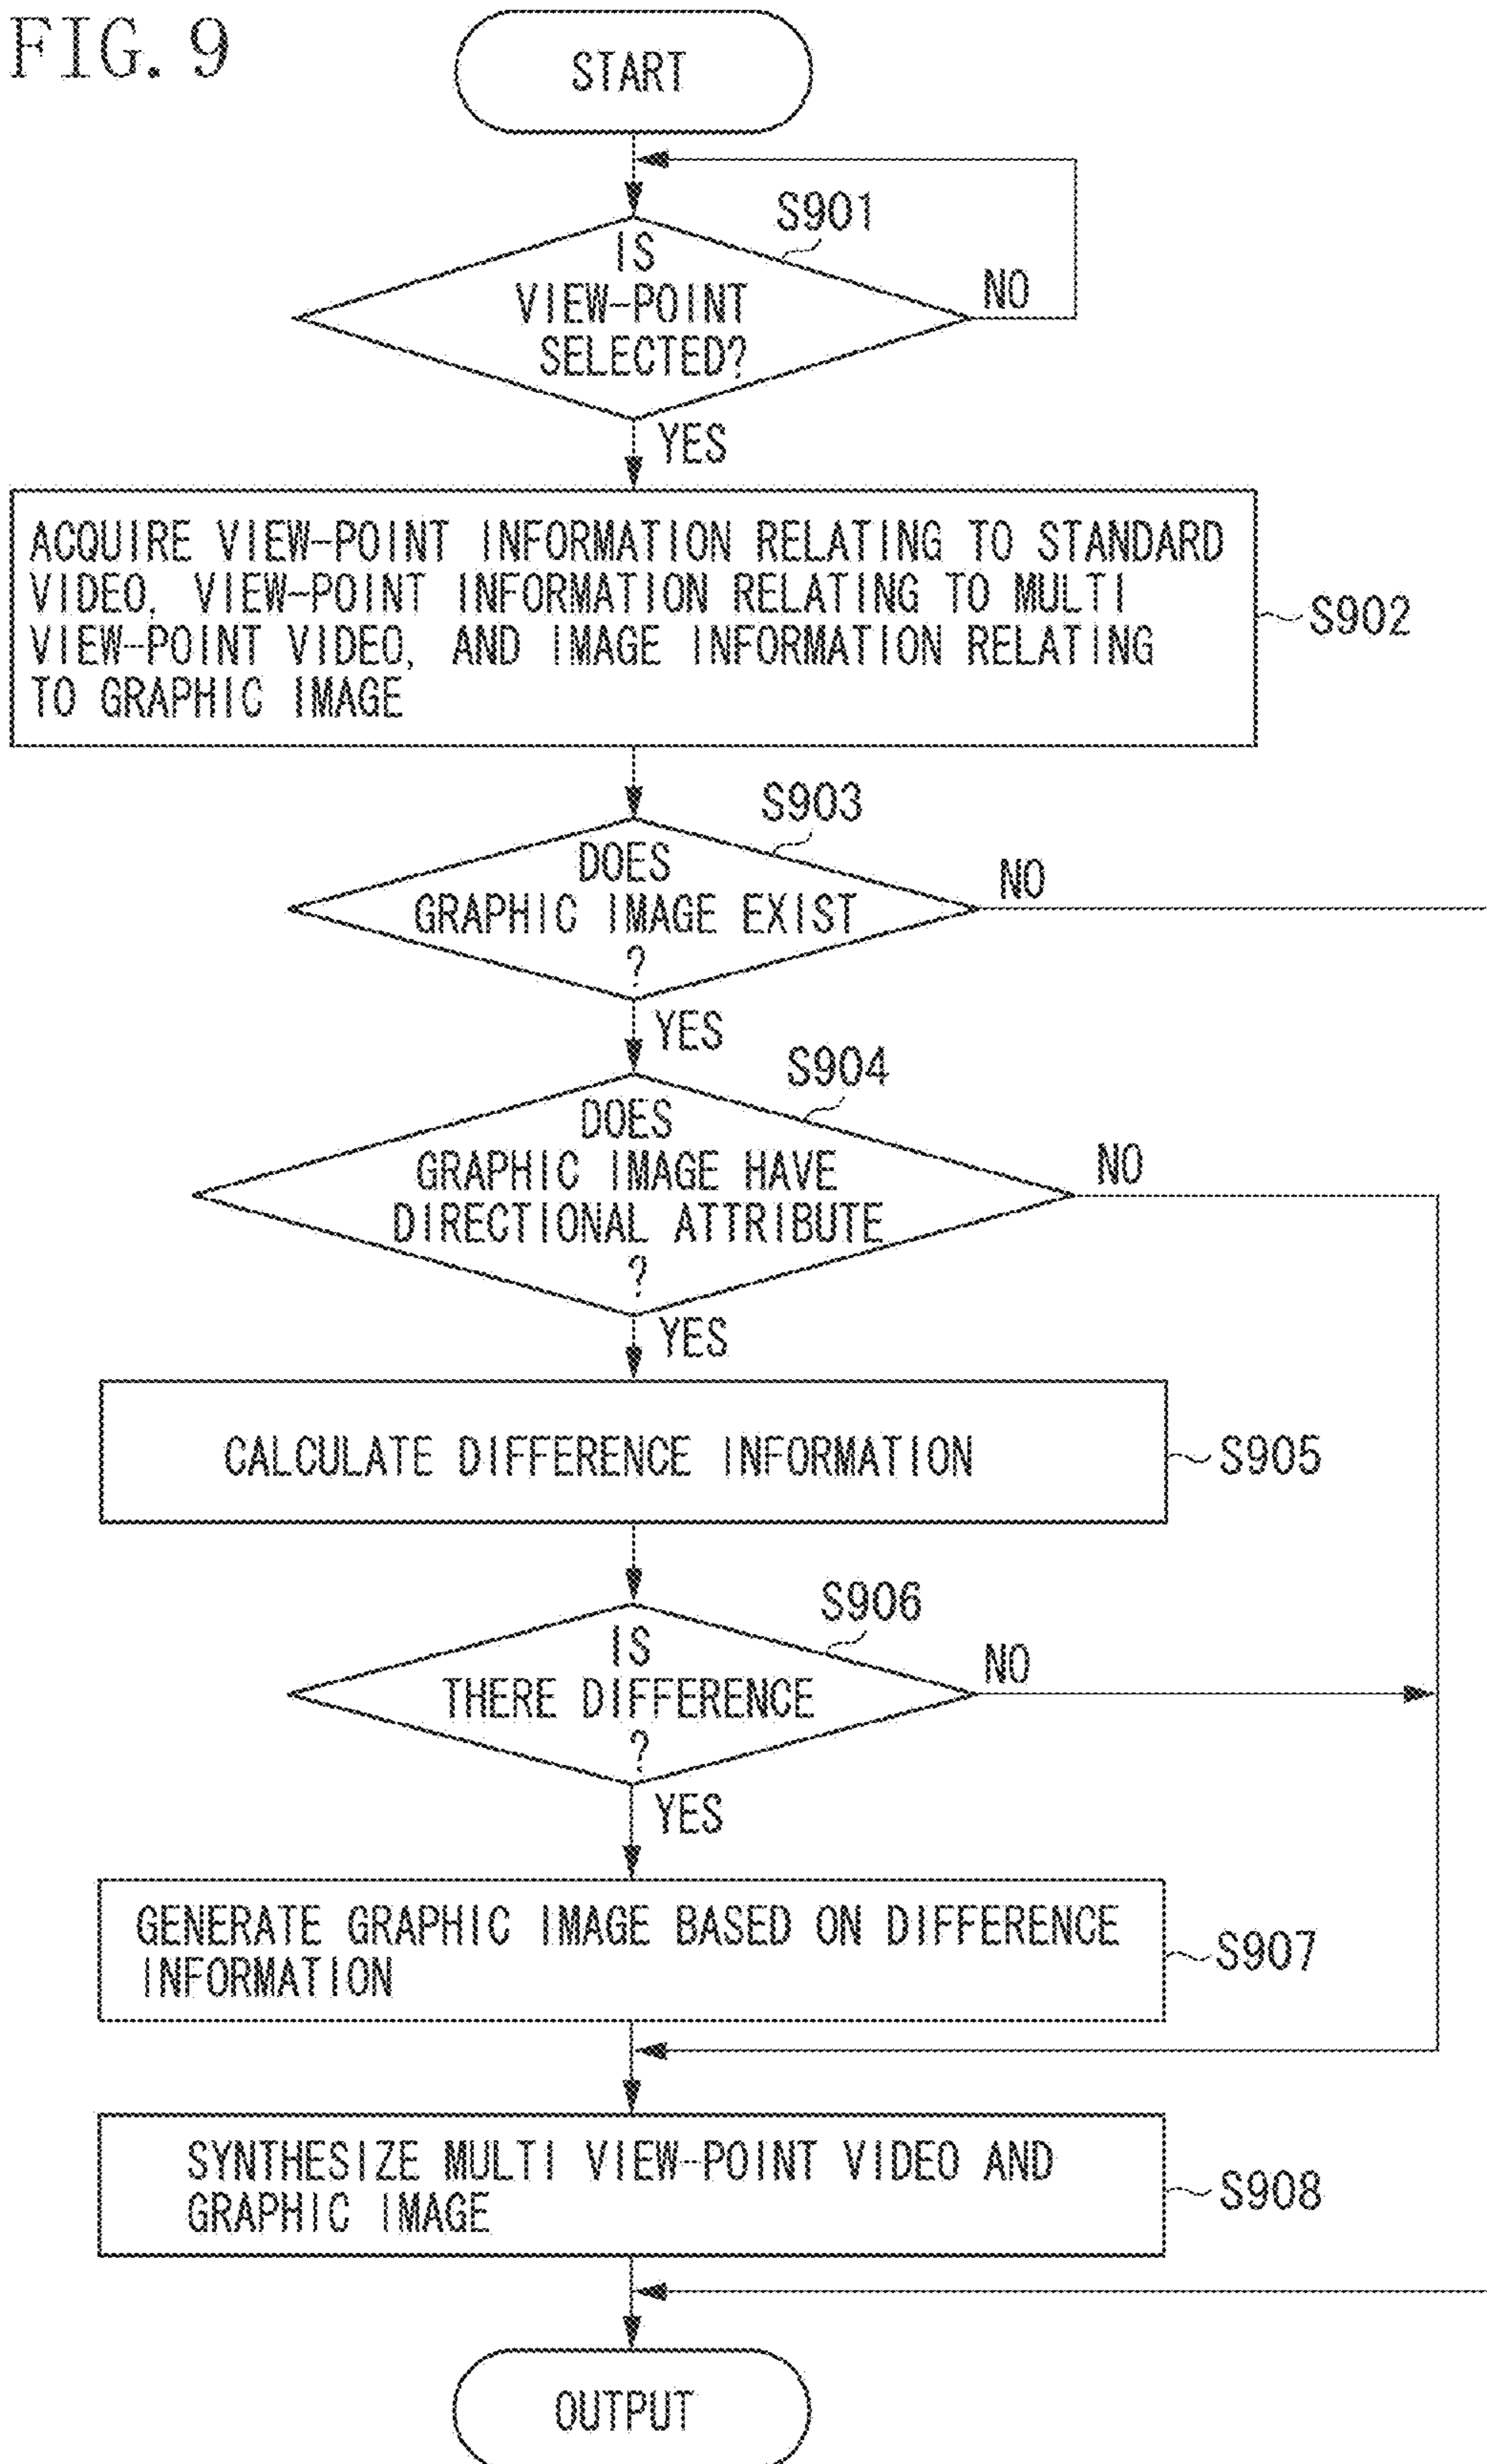 FIG. 9
START
S901
IS
VIEW-POINT
SELECTED?
NO
YES
ACQUIRE VIEW-POINT INFORMATION RELATING TO STANDARD
VIDEO, VIEW-POINT INFORMATION RELATING TO MULTI
VIEW-POINT VIDEO, AND IMAGE INFORMATION RELATING
TO GRAPHIC IMAGE
S902
S903
DOES
GRAPHIC IMAGE EXIST
?
NO
YES
S904
DOES
GRAPHIC IMAGE HAVE
DIRECTIONAL ATTRIBUTE
?
NO
YES
CALCULATE DIFFERENCE INFORMATION
S905
S906
IS
THERE DIFFERENCE
?
NO
YES
GENERATE GRAPHIC IMAGE BASED ON DIFFERENCE
INFORMATION
S907
SYNTHESIZE MULTI VIEW-POINT VIDEO AND
GRAPHIC IMAGE
S908
OUTPUT